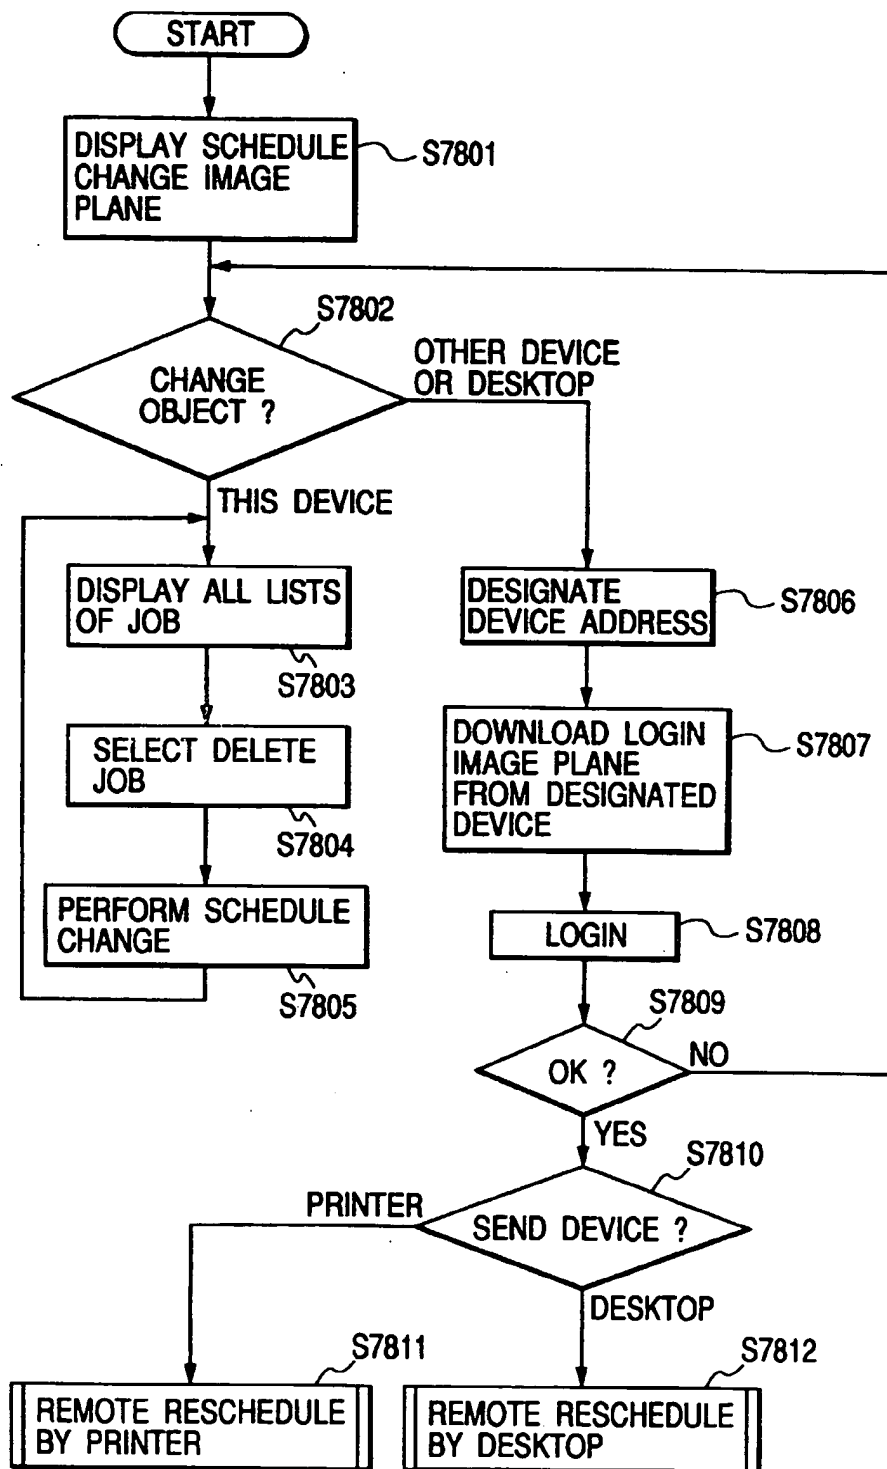 START
DISPLAY SCHEDULE
CHANGE IMAGE
PLANE
S7801
S7802
CHANGE
OBJECT ?
OTHER DEVICE
OR DESKTOP
THIS DEVICE
DISPLAY ALL LISTS
OF JOB
S7803
SELECT DELETE
JOB
S7804
PERFORM SCHEDULE
CHANGE
S7805
DESIGNATE
DEVICE ADDRESS
S7806
DOWNLOAD LOGIN
IMAGE PLANE
FROM DESIGNATED
DEVICE
S7807
LOGIN
S7808
S7809
OK ?
NO
YES
S7810
SEND DEVICE ?
PRINTER
DESKTOP
S7811
REMOTE RESCHEDULE
BY PRINTER
S7812
REMOTE RESCHEDULE
BY DESKTOP